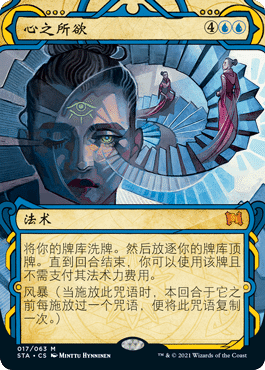 心之所欲 4
法术
将你的牌库洗牌。然后放逐你的牌库顶
牌。直到回合结束，你可以使用该牌且
不需支付其法术力费用。
风暴（当施放此咒语时，本回合于它之
前每施放过一个咒语，便将此咒语复制
一次。）
017/063 M
STA • CS MINTTU HYNNINEN
™ & © 2021 Wizards of the Coast